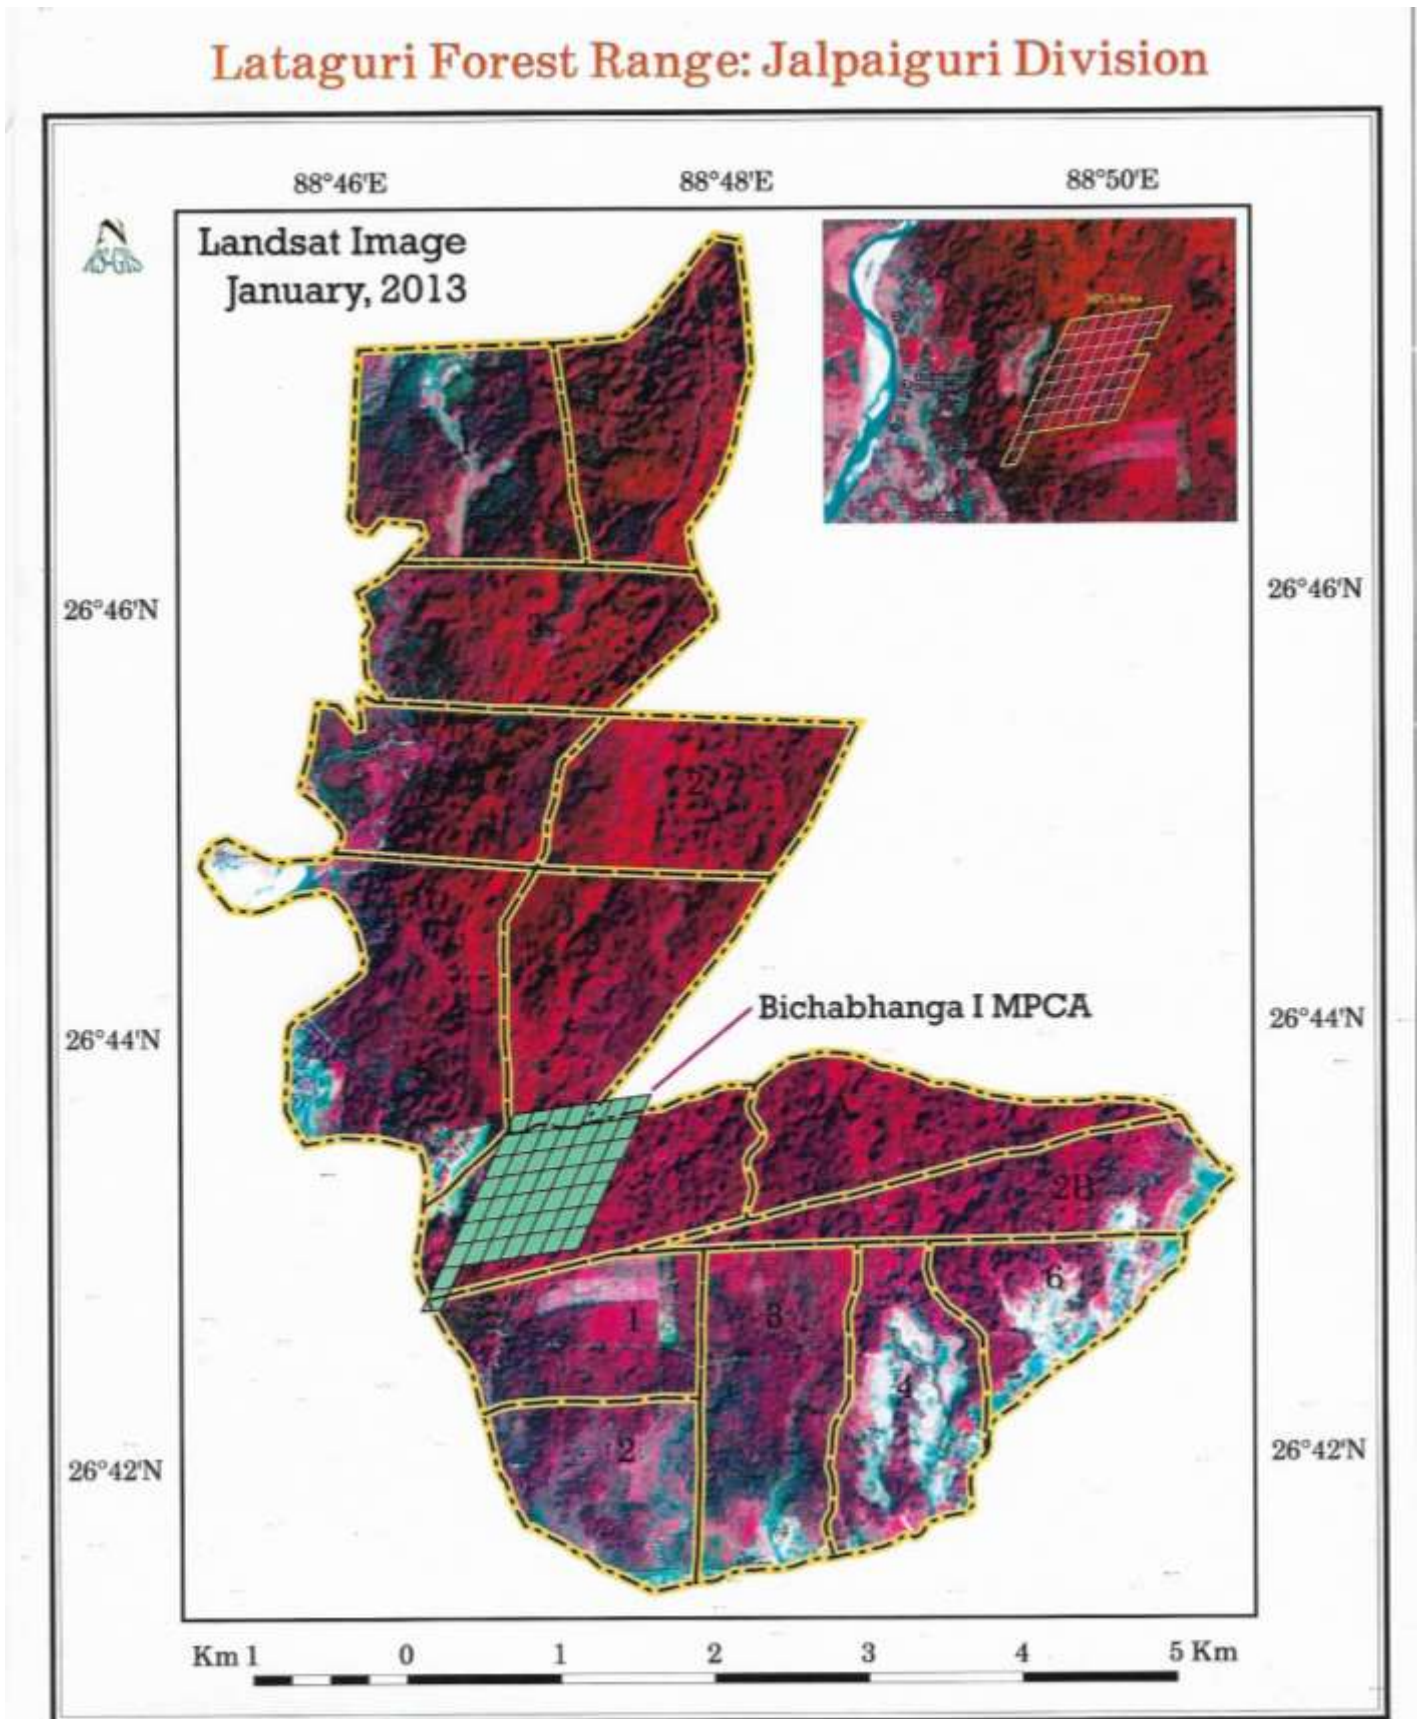 Lataguri Forest Range: Jalpaiguri Division
88°46'E 88°48'E 88°50'E
Landsat Image
January, 2013
26°46'N 26°46'N
2
Bichabhanga I MPCA
26°44'N 26°44'N
2B
6
1 3
4
2
26°42'N 26°42'N
Km 1 0 1 2 3 4 5 Km